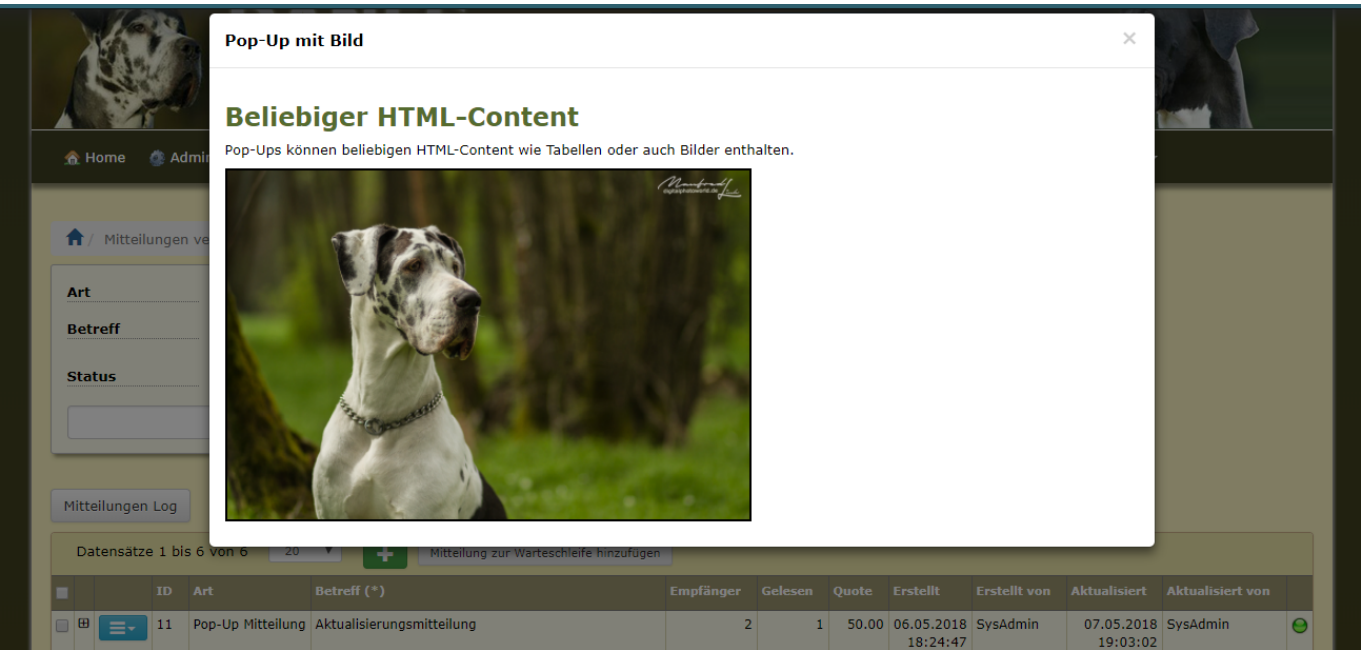 Pop-Up mit Bild ×
Beliebiger HTML-Content
Pop-Ups können beliebigen HTML-Content wie Tabellen oder auch Bilder enthalten.
Manfred
digitalphotoworld.de
Home Admi
Mitteilungen ve
Art
Betreff
Status
Mitteilungen Log
Datensätze 1 bis 6 von 6 20 Mitteilung zur Warteschleife hinzufügen
ID Art Betreff (*) Empfänger Gelesen Quote Erstellt Erstellt von Aktualisiert Aktualisiert von
11 Pop-Up Mitteilung Aktualisierungsmitteilung 2 1 50.00 06.05.2018 SysAdmin 07.05.2018 SysAdmin
18:24:47 19:03:02